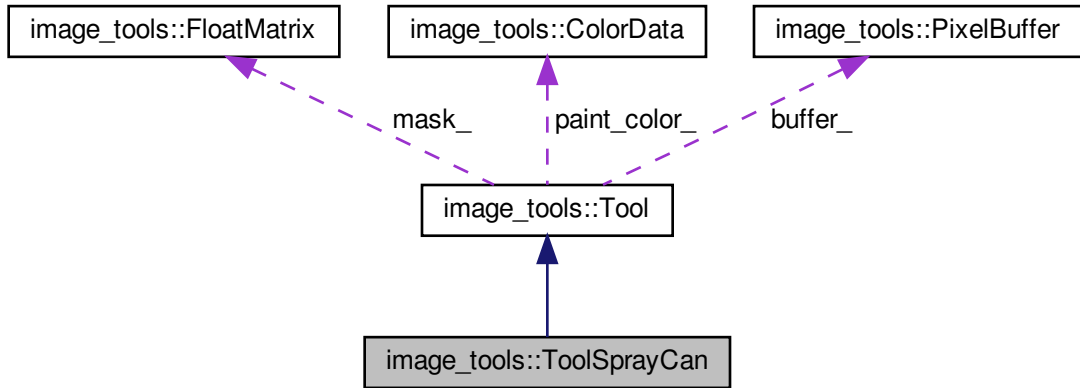 image_tools::FloatMatrix
image_tools::ColorData
image_tools::PixelBuffer
mask_
paint_color_
buffer_
image_tools::Tool
image_tools::ToolSprayCan